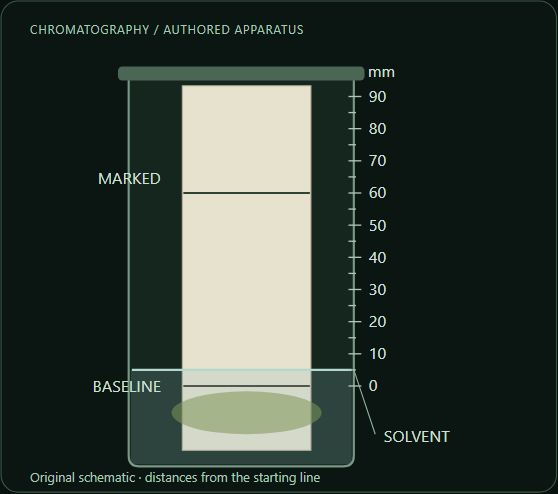 CHROMATOGRAPHY / AUTHORED APPARATUS
mm
90
80
70
MARKED
60
50
40
30
20
10
BASELINE
0
SOLVENT
Original schematic · distances from the starting line